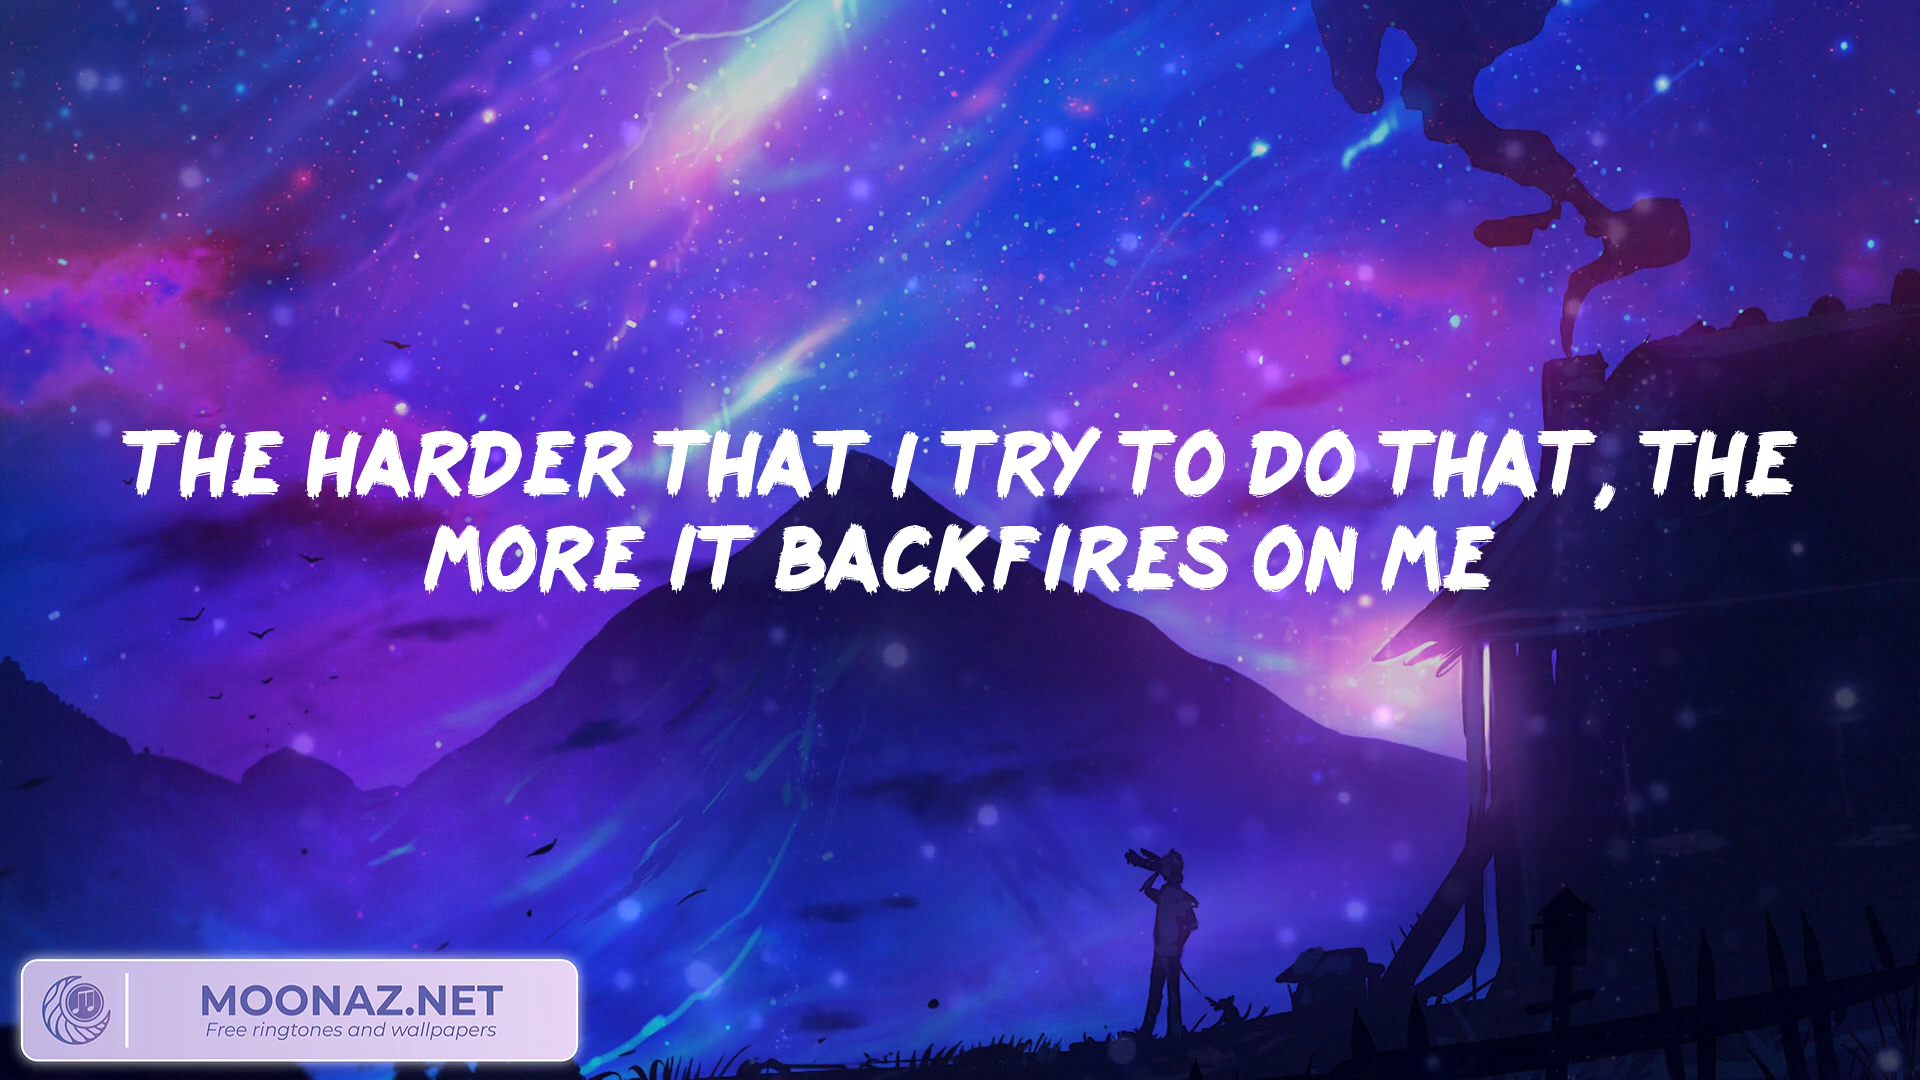 THE HARDER THAT I TRY TO DO THAT, THE
MORE IT BACKFIRES ON ME
MOONAZ.NET
Free ringtones and wallpapers